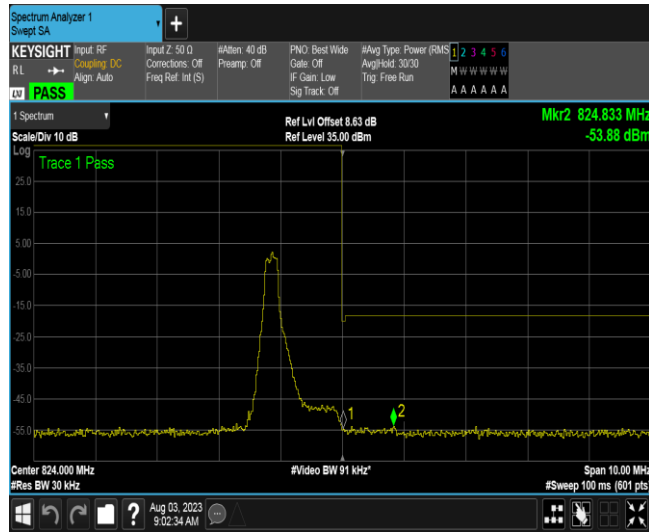 Spectrum Analyzer 1
Swept SA
+
KEYSIGHT
RL
LXI PASS
Input: RF
Coupling: DC
Align: Auto
Input Z: 50 Ω
Corrections: Off
Freq Ref: Int (S)
#Atten: 40 dB
Preamp: Off
PNO: Best Wide
Gate: Off
IF Gain: Low
Sig Track: Off
#Avg Type: Power (RMS
Avg|Hold: 30/30
Trig: Free Run
1 2 3 4 5 6
M W W W W W
A A A A A A
1 Spectrum
Scale/Div 10 dB
Ref Lvl Offset 8.63 dB
Ref Level 35.00 dBm
Mkr2 824.833 MHz
-53.88 dBm
Log
Trace 1 Pass
25.0
15.0
5.00
-5.00
-15.0
-25.0
-35.0
-45.0
-55.0
1
2
Center 824.000 MHz
#Res BW 30 kHz
#Video BW 91 kHz*
Span 10.00 MHz
#Sweep 100 ms (601 pts)
?
Aug 03, 2023
9:02:34 AM